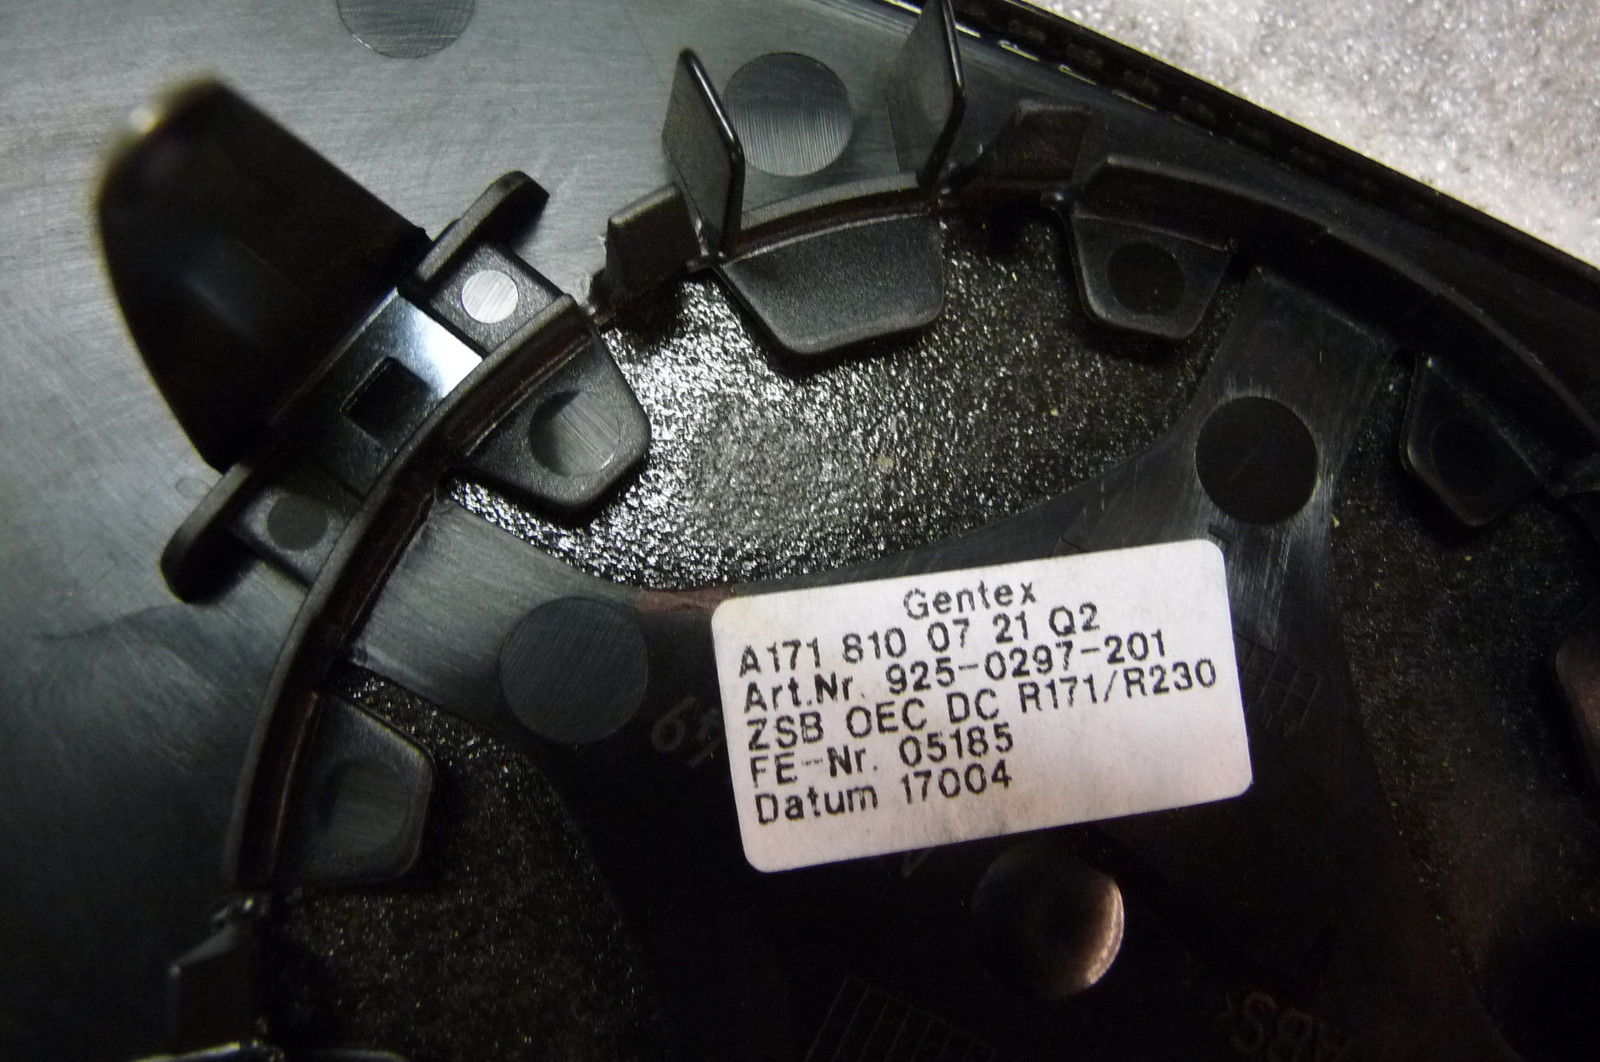 Gentex
A171 810 07 21 Q2
Art.Nr. 925-0297-201
ZSB OEC DC R171/R230
FE-Nr. 05185
Datum 17004